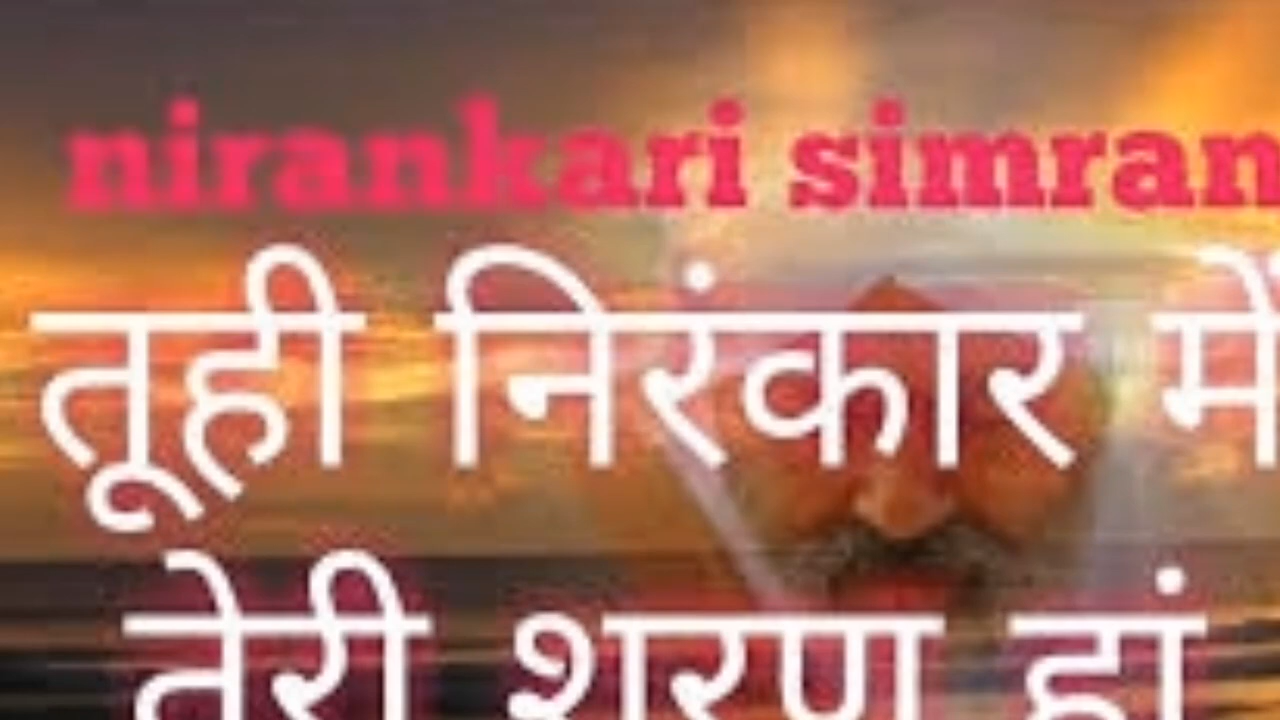 nirankari simran
तूही निरंकार में
तेरी शरण हां